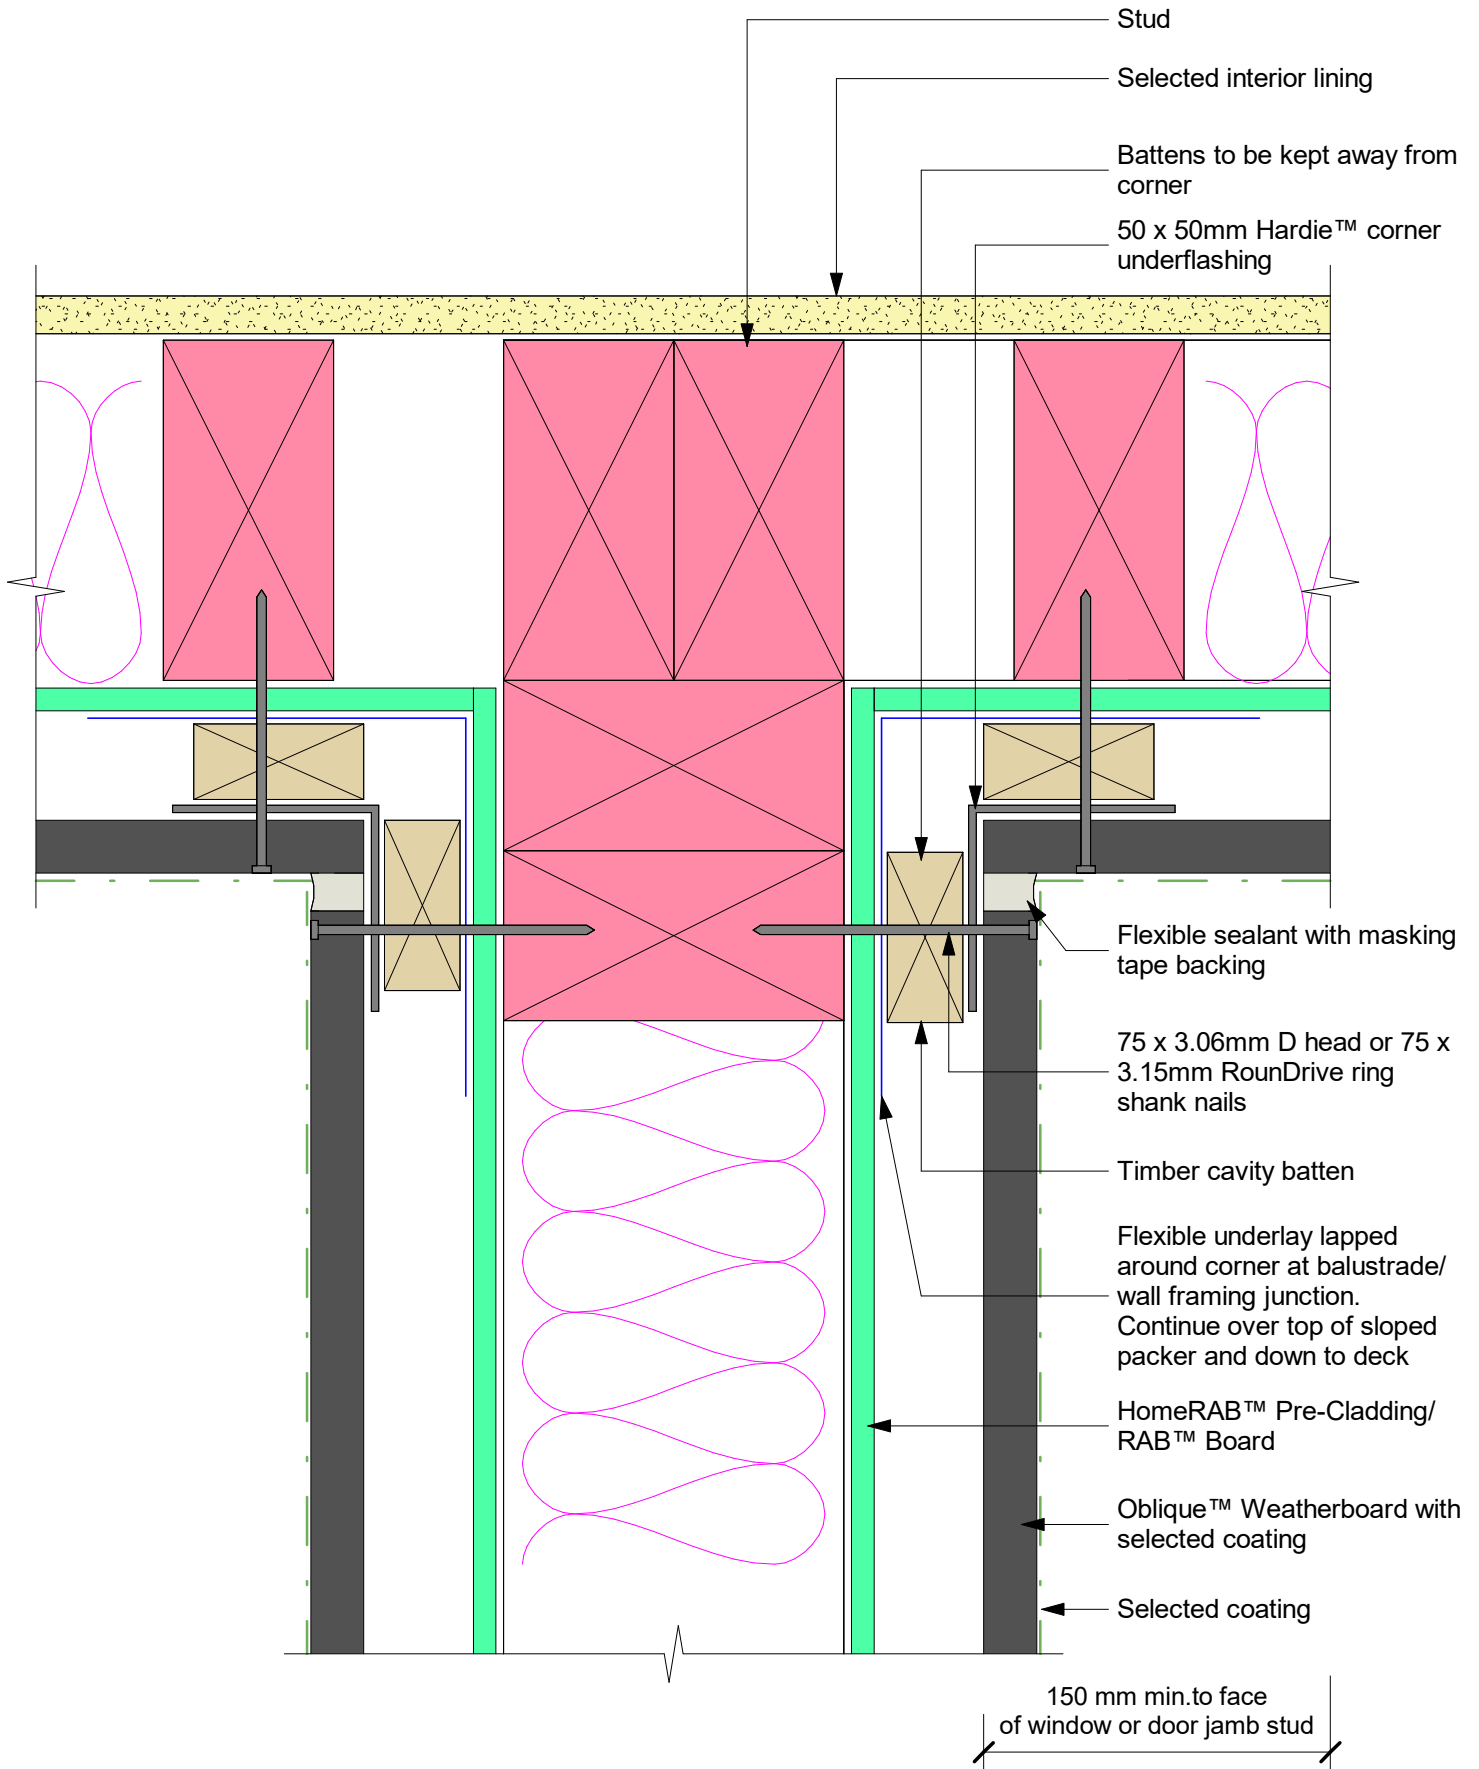 Stud
Selected interior lining
Battens to be kept away from
corner
50 x 50mm Hardie™ corner
underflashing
Flexible sealant with masking
tape backing
75 x 3.06mm D head or 75 x
3.15mm RounDrive ring
shank nails
Timber cavity batten
Flexible underlay lapped
around corner at balustrade/
wall framing junction.
Continue over top of sloped
packer and down to deck
HomeRAB™ Pre-Cladding/
RAB™ Board
Oblique™ Weatherboard with
selected coating
Selected coating
150 mm min.to face
of window or door jamb stud